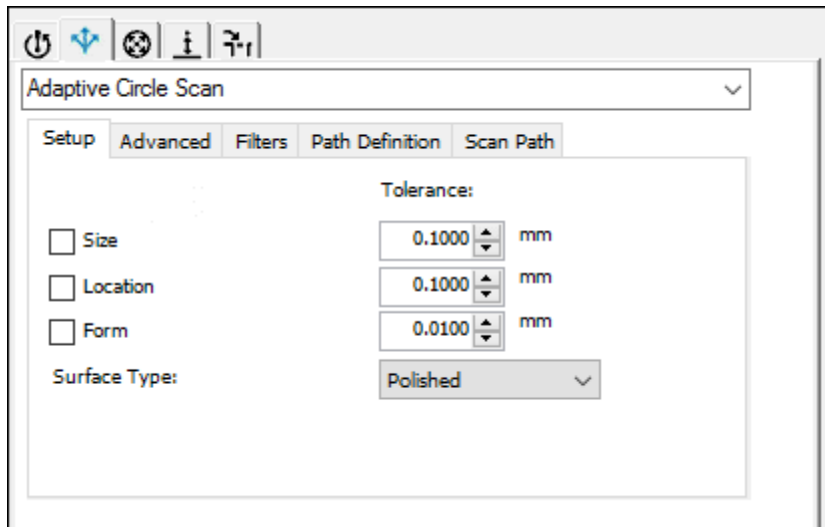 Adaptive Circle Scan
Setup Advanced Filters Path Definition Scan Path
Tolerance:
Size 0.1000 mm
Location 0.1000 mm
Form 0.0100 mm
Surface Type: Polished